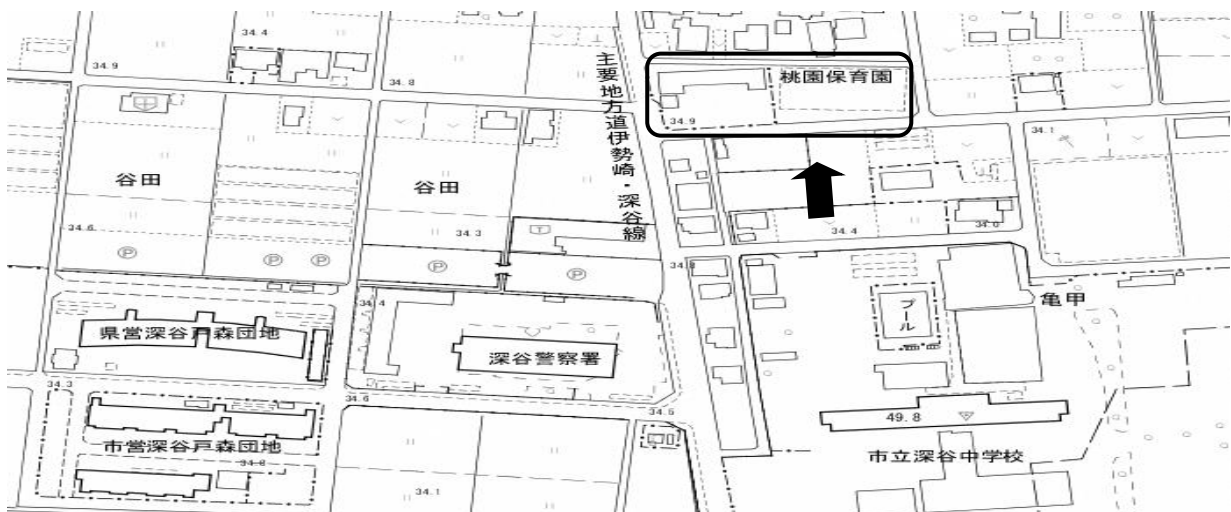 34.4
34.9
34.8
主要地方道伊勢崎・深谷線
桃園保育園
34.9
34.1
谷田
谷田
34.6
34.3
34.4
34.0
Ⓟ
Ⓟ
Ⓟ
Ⓟ
Ⓟ
34.8
34.4
プール
亀甲
県営深谷戸森団地
深谷警察署
34.3
34.6
34.5
49.8
市営深谷戸森団地
34.8
市立深谷中学校
34.1